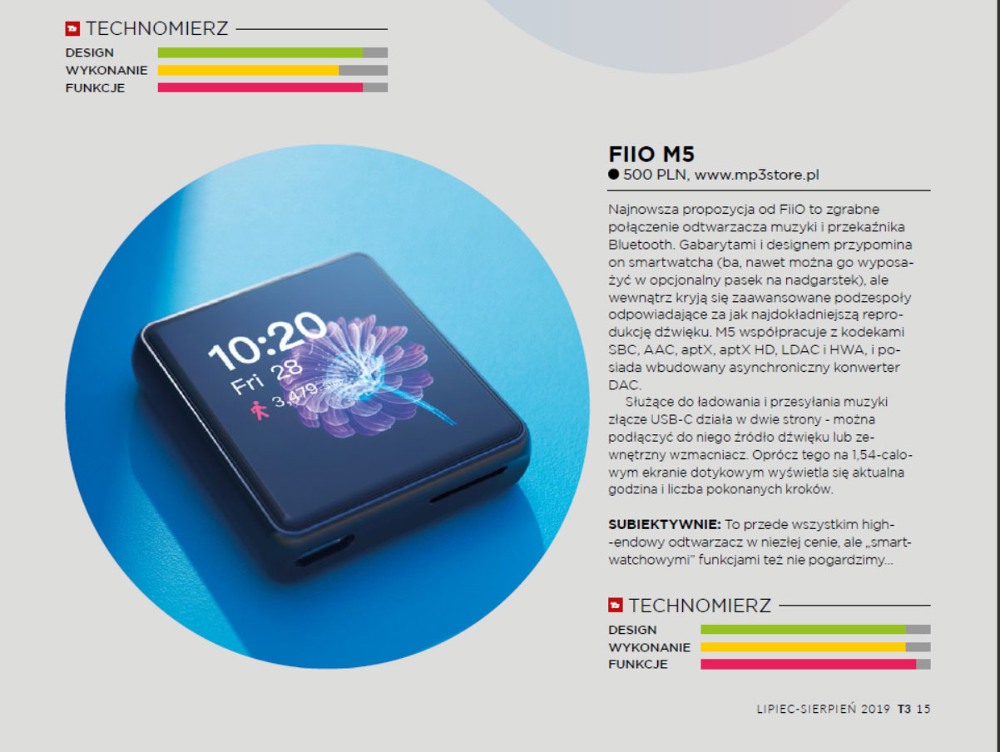 TECHNOMIERZ
DESIGN
WYKONANIE
FUNKCJE
10:20
Fri 28
3,479
FIIO M5
500 PLN, www.mp3store.pl
Najnowsza propozycja od FiiO to zgrabne
połączenie odtwarzacza muzyki i przekaźnika
Bluetooth. Gabarytami i designem przypomina
on smartwatcha (ba, nawet można go wyposa-
żyć w opcjonalny pasek na nadgarstek), ale
wewnątrz kryją się zaawansowane podzespoły
odpowiadające za jak najdokładniejszą repro-
dukcję dźwięku. M5 współpracuje z kodekami
SBC, AAC, aptX, aptX HD, LDAC i HWA, i po-
siada wbudowany asynchroniczny konwerter
DAC.
Służące do ładowania i przesyłania muzyki
złącze USB-C działa w dwie strony - można
podłączyć do niego źródło dźwięku lub ze-
wnętrzny wzmacniacz. Oprócz tego na 1,54-calo-
wym ekranie dotykowym wyświetla się aktualna
godzina i liczba pokonanych kroków.
SUBIEKTYWNIE: To przede wszystkim high-
-endowy odtwarzacz w niezłej cenie, ale „smart-
watchowymi” funkcjami też nie pogardzimy...
T3 TECHNOMIERZ
DESIGN
WYKONANIE
FUNKCJE
LIPIEC-SIERPIEŃ 2019 T3 15